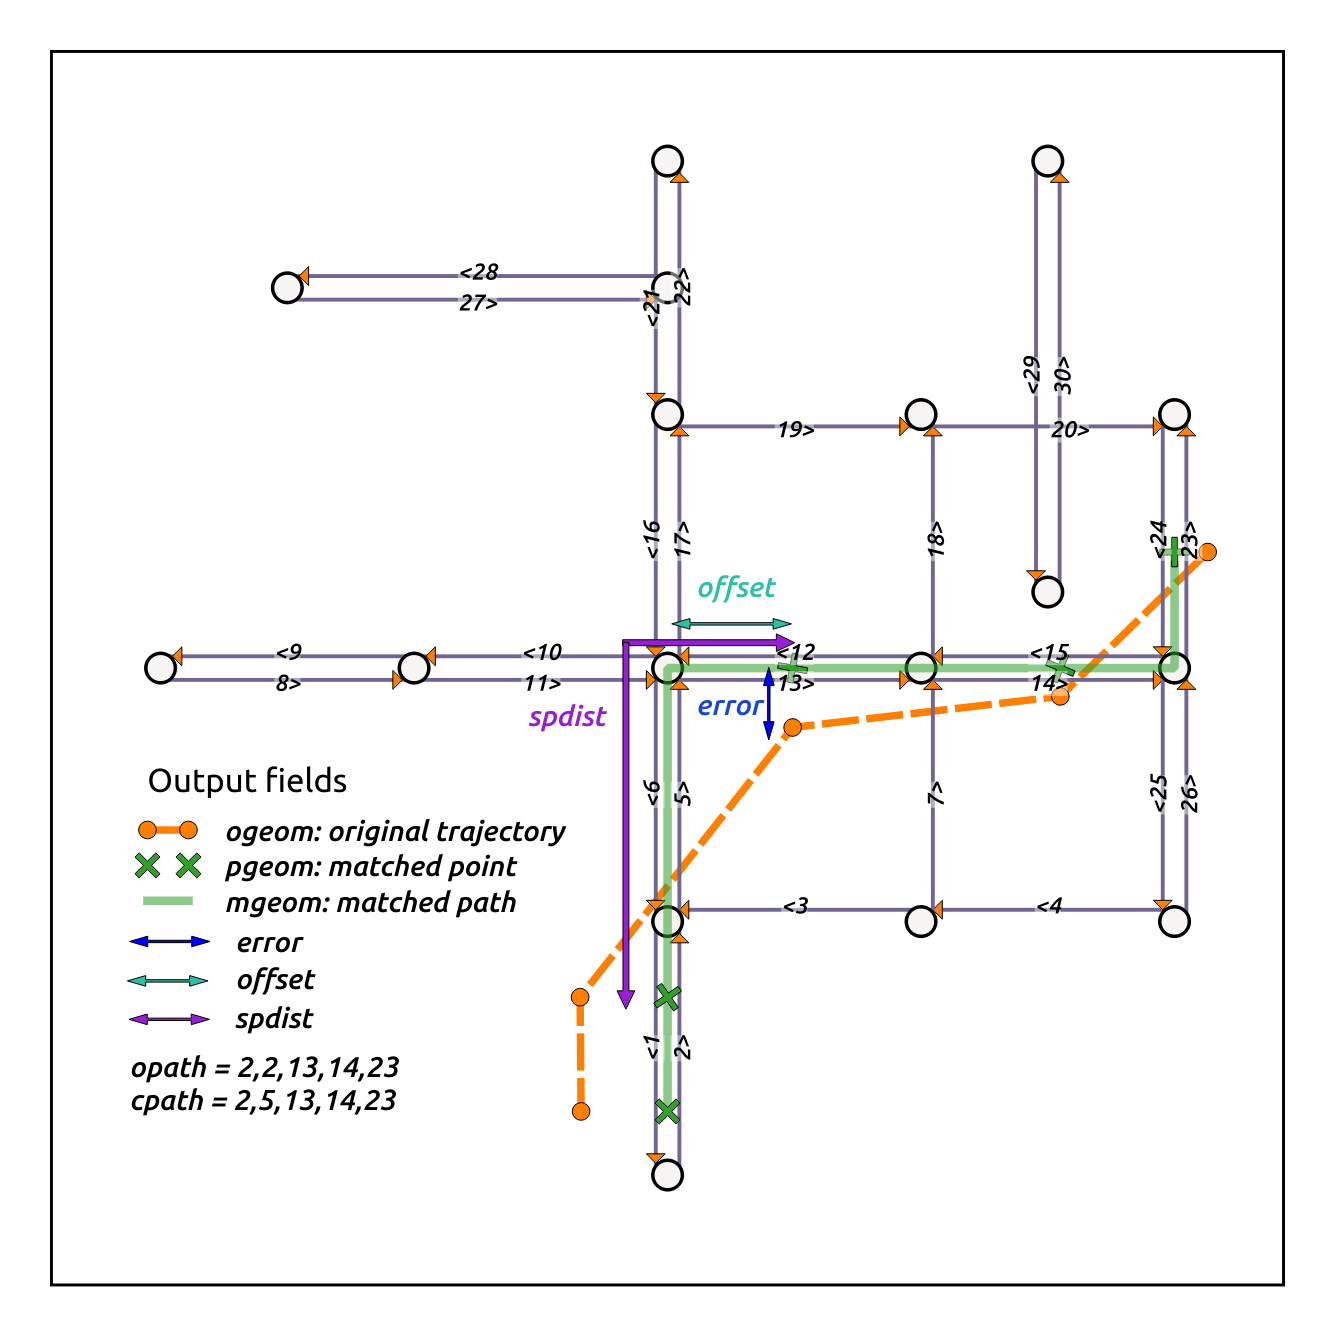 <28
27>
<21
22>
<29
30>
19>
20>
<16
17>
18>
<24
23>
offset
<9
<10
<12
<15
8>
11>
13>
14>
spdist
error
Output fields
<6
5>
7>
<25
26>
ogeom: original trajectory
pgeom: matched point
mgeom: matched path
<3
<4
error
offset
spdist
<1
2>
opath = 2,2,13,14,23
cpath = 2,5,13,14,23